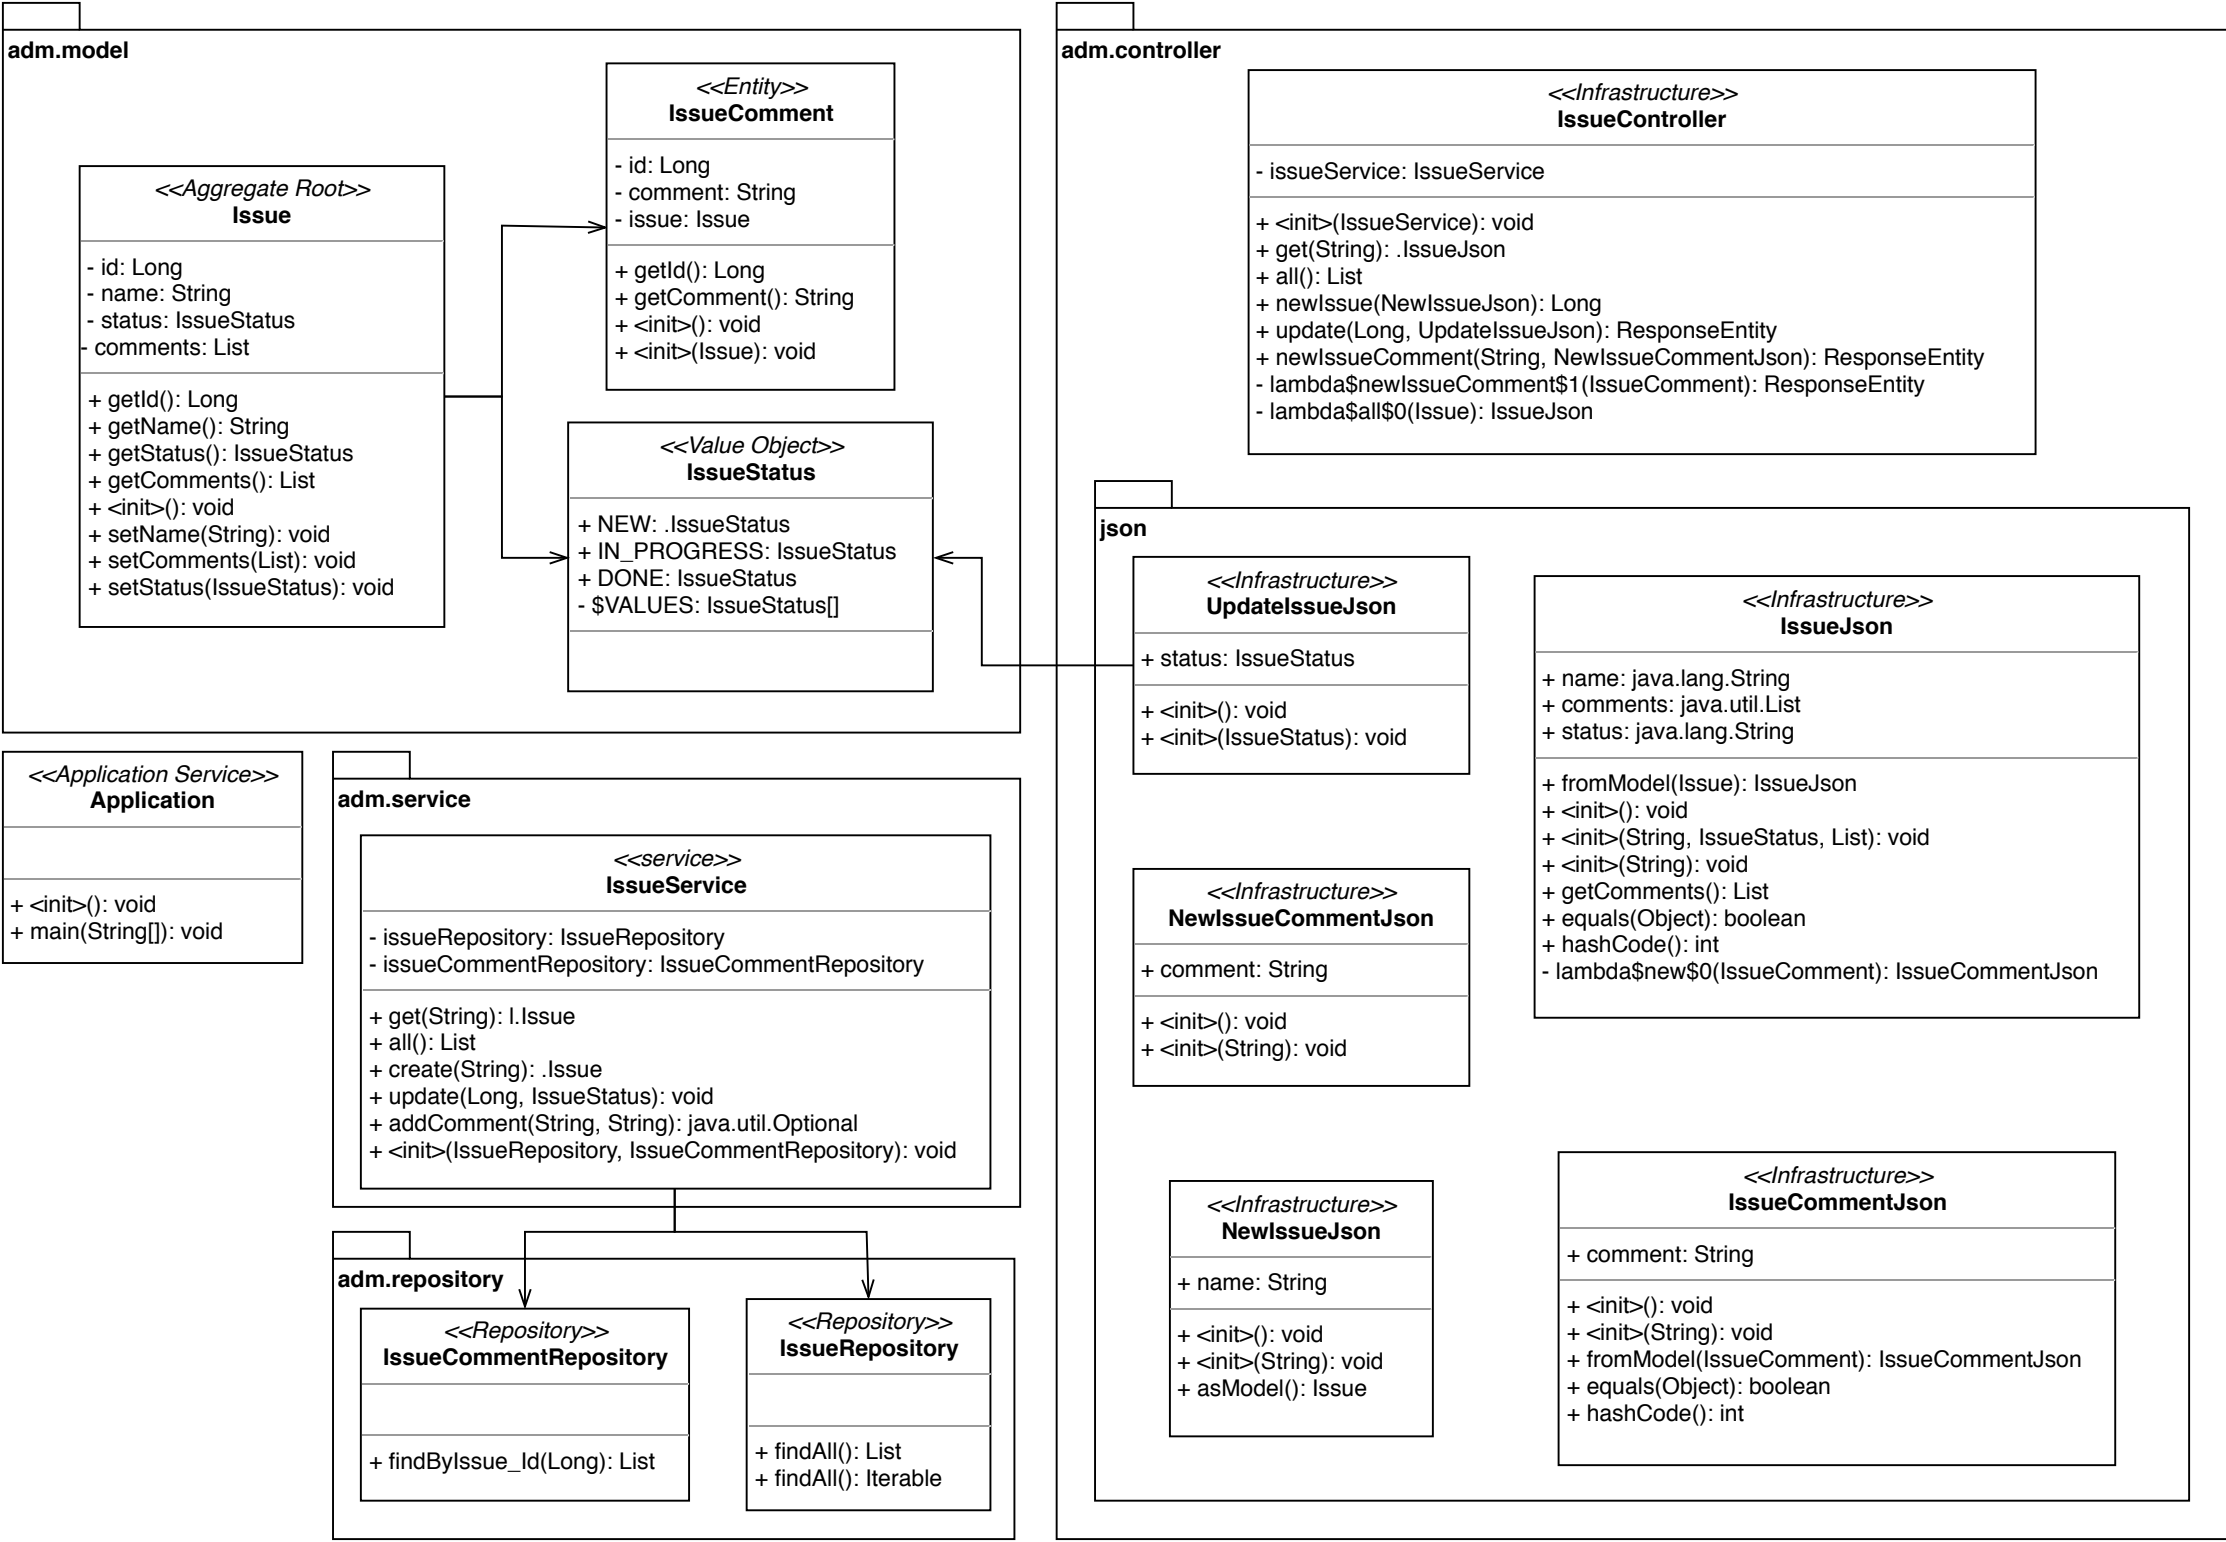 adm.model
<<Aggregate Root>>
Issue
- id: Long
- name: String
- status: IssueStatus
- comments: List
+ getId(): Long
+ getName(): String
+ getStatus(): IssueStatus
+ getComments(): List
+ <init>(): void
+ setName(String): void
+ setComments(List): void
+ setStatus(IssueStatus): void
<<Entity>>
IssueComment
- id: Long
- comment: String
- issue: Issue
+ getId(): Long
+ getComment(): String
+ <init>(): void
+ <init>(Issue): void
<<Value Object>>
IssueStatus
+ NEW: .IssueStatus
+ IN_PROGRESS: IssueStatus
+ DONE: IssueStatus
- $VALUES: IssueStatus[]
<<Application Service>>
Application
+ <init>(): void
+ main(String[]): void
adm.service
<<service>>
IssueService
- issueRepository: IssueRepository
- issueCommentRepository: IssueCommentRepository
+ get(String): l.Issue
+ all(): List
+ create(String): .Issue
+ update(Long, IssueStatus): void
+ addComment(String, String): java.util.Optional
+ <init>(IssueRepository, IssueCommentRepository): void
adm.repository
<<Repository>>
IssueCommentRepository
+ findByIssue_Id(Long): List
<<Repository>>
IssueRepository
+ findAll(): List
+ findAll(): Iterable
adm.controller
<<Infrastructure>>
IssueController
- issueService: IssueService
+ <init>(IssueService): void
+ get(String): .IssueJson
+ all(): List
+ newIssue(NewIssueJson): Long
+ update(Long, UpdateIssueJson): ResponseEntity
+ newIssueComment(String, NewIssueCommentJson): ResponseEntity
- lambda$newIssueComment$1(IssueComment): ResponseEntity
- lambda$all$0(Issue): IssueJson
json
<<Infrastructure>>
UpdateIssueJson
+ status: IssueStatus
+ <init>(): void
+ <init>(IssueStatus): void
<<Infrastructure>>
IssueJson
+ name: java.lang.String
+ comments: java.util.List
+ status: java.lang.String
+ fromModel(Issue): IssueJson
+ <init>(): void
+ <init>(String, IssueStatus, List): void
+ <init>(String): void
+ getComments(): List
+ equals(Object): boolean
+ hashCode(): int
- lambda$new$0(IssueComment): IssueCommentJson
<<Infrastructure>>
NewIssueCommentJson
+ comment: String
+ <init>(): void
+ <init>(String): void
<<Infrastructure>>
NewIssueJson
+ name: String
+ <init>(): void
+ <init>(String): void
+ asModel(): Issue
<<Infrastructure>>
IssueCommentJson
+ comment: String
+ <init>(): void
+ <init>(String): void
+ fromModel(IssueComment): IssueCommentJson
+ equals(Object): boolean
+ hashCode(): int